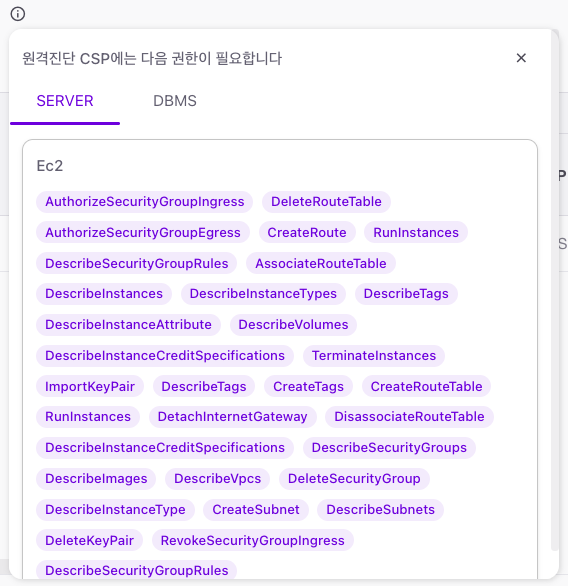 원격진단 CSP에는 다음 권한이 필요합니다
SERVER DBMS
Ec2
AuthorizeSecurityGroupIngress DeleteRouteTable
AuthorizeSecurityGroupEgress CreateRoute RunInstances
DescribeSecurityGroupRules AssociateRouteTable
DescribeInstances DescribeInstanceTypes DescribeTags
DescribeInstanceAttribute DescribeVolumes
DescribeInstanceCreditSpecifications TerminateInstances
ImportKeyPair DescribeTags CreateTags CreateRouteTable
RunInstances DetachInternetGateway DisassociateRouteTable
DescribeInstanceCreditSpecifications DescribeSecurityGroups
DescribeImages DescribeVpcs DeleteSecurityGroup
DescribeInstanceType CreateSubnet DescribeSubnets
DeleteKeyPair RevokeSecurityGroupIngress
DescribeSecurityGroupRules